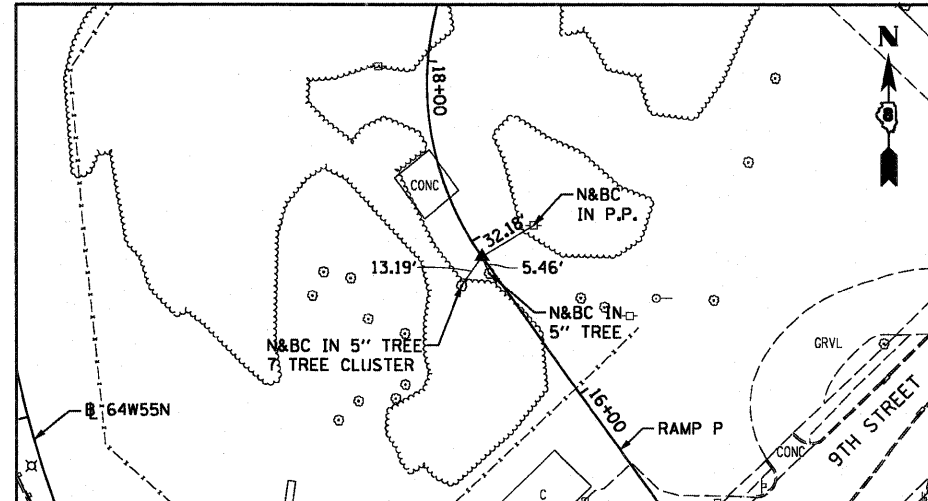 N
8
18+00
CONC
N&BC
IN P.P.
32.18'
13.19'
5.46'
N&BC IN
5" TREE
N&BC IN 5" TREE
7 TREE CLUSTER
GRVL
℄ 64W55N
16+00
RAMP P
9TH STREET
CONC
C